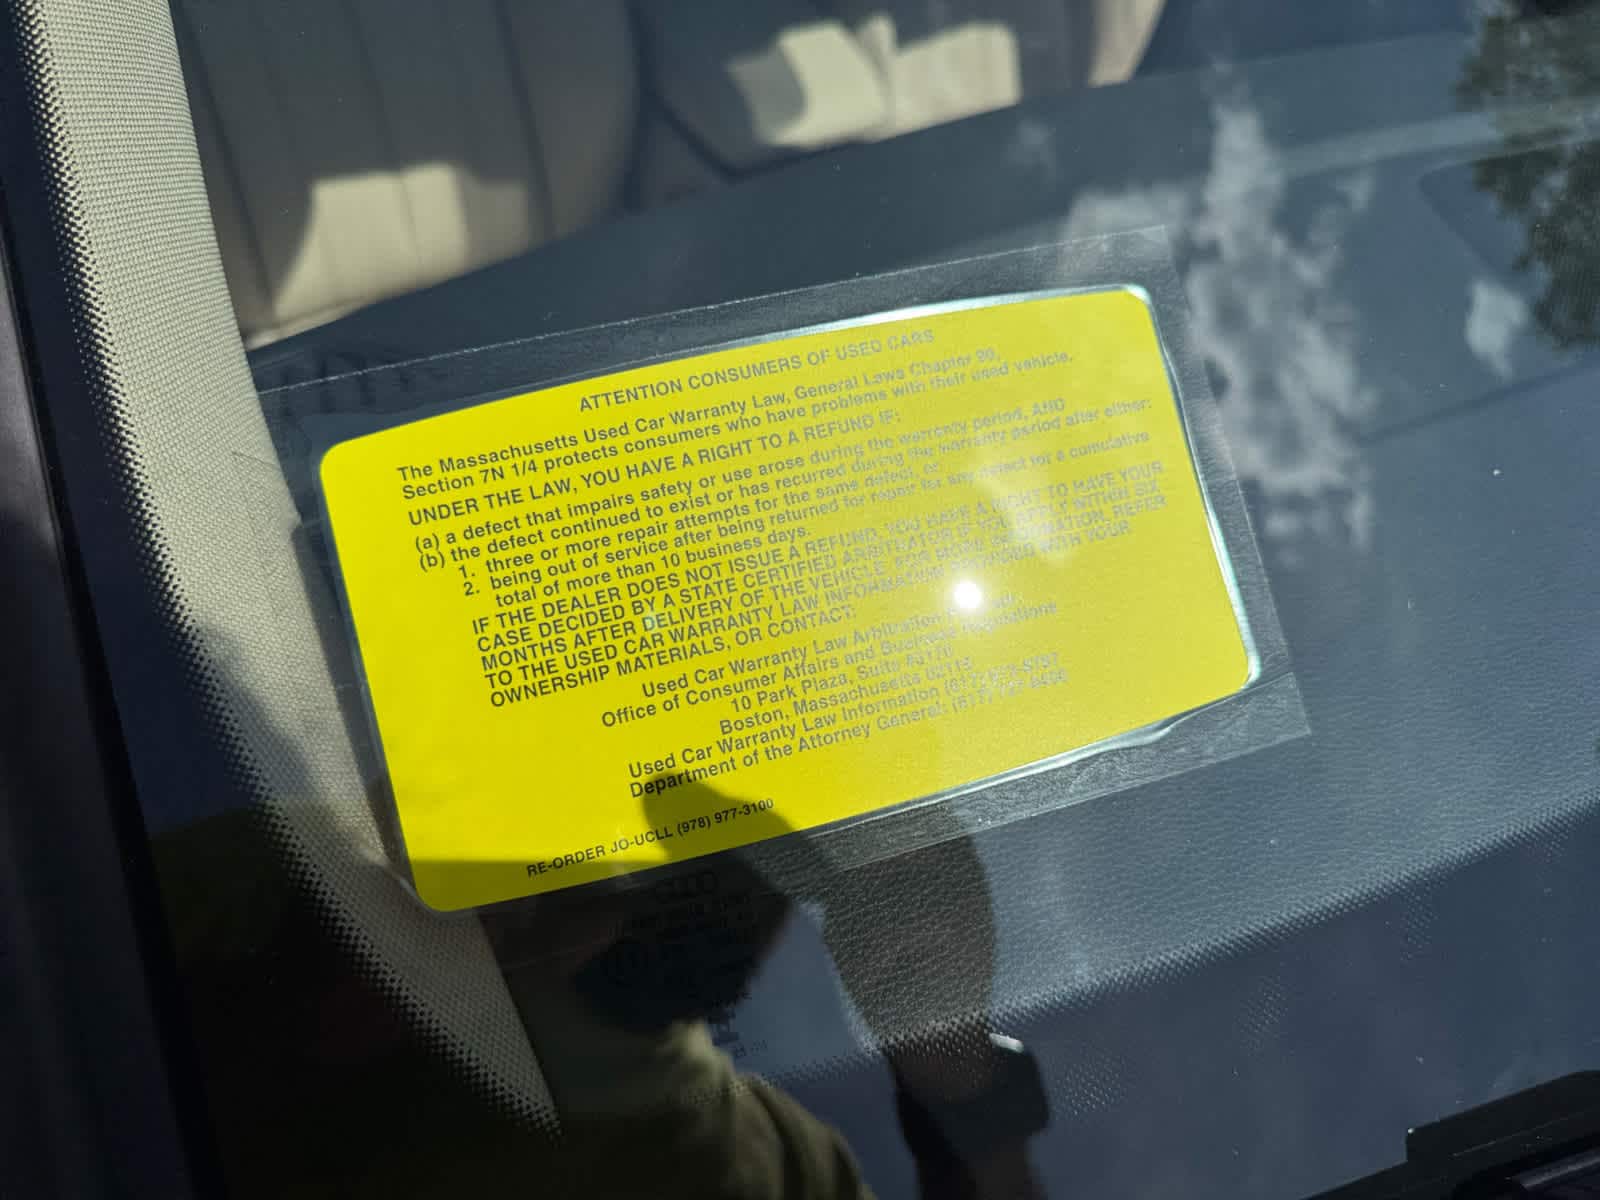 ATTENTION CONSUMERS OF USED CARS
The Massachusetts Used Car Warranty Law, General Laws Chapter 90,
Section 7N 1/4 protects consumers who have problems with their used vehicle.
UNDER THE LAW, YOU HAVE A RIGHT TO A REFUND IF:
(a) a defect that impairs safety or use arose during the warranty period, AND
(b) the defect continued to exist or has recurred during the warranty period after either:
1. three or more repair attempts for the same defect, or
2. being out of service after being returned for repair for any defect for a cumulative
total of more than 10 business days.
IF THE DEALER DOES NOT ISSUE A REFUND, YOU HAVE A RIGHT TO HAVE YOUR
CASE DECIDED BY A STATE CERTIFIED ARBITRATOR IF YOU APPLY WITHIN SIX
MONTHS AFTER DELIVERY OF THE VEHICLE. FOR MORE INFORMATION, REFER
TO THE USED CAR WARRANTY LAW INFORMATION PROVIDED WITH YOUR
OWNERSHIP MATERIALS, OR CONTACT:
Used Car Warranty Law Arbitration
Office of Consumer Affairs and Business Regulations
10 Park Plaza, Suite
Boston, Massachusetts 02116
Used Car Warranty Law Information (617)
Department of the Attorney General: (617) 727-8400
RE-ORDER JO-UCLL (978) 977-3100